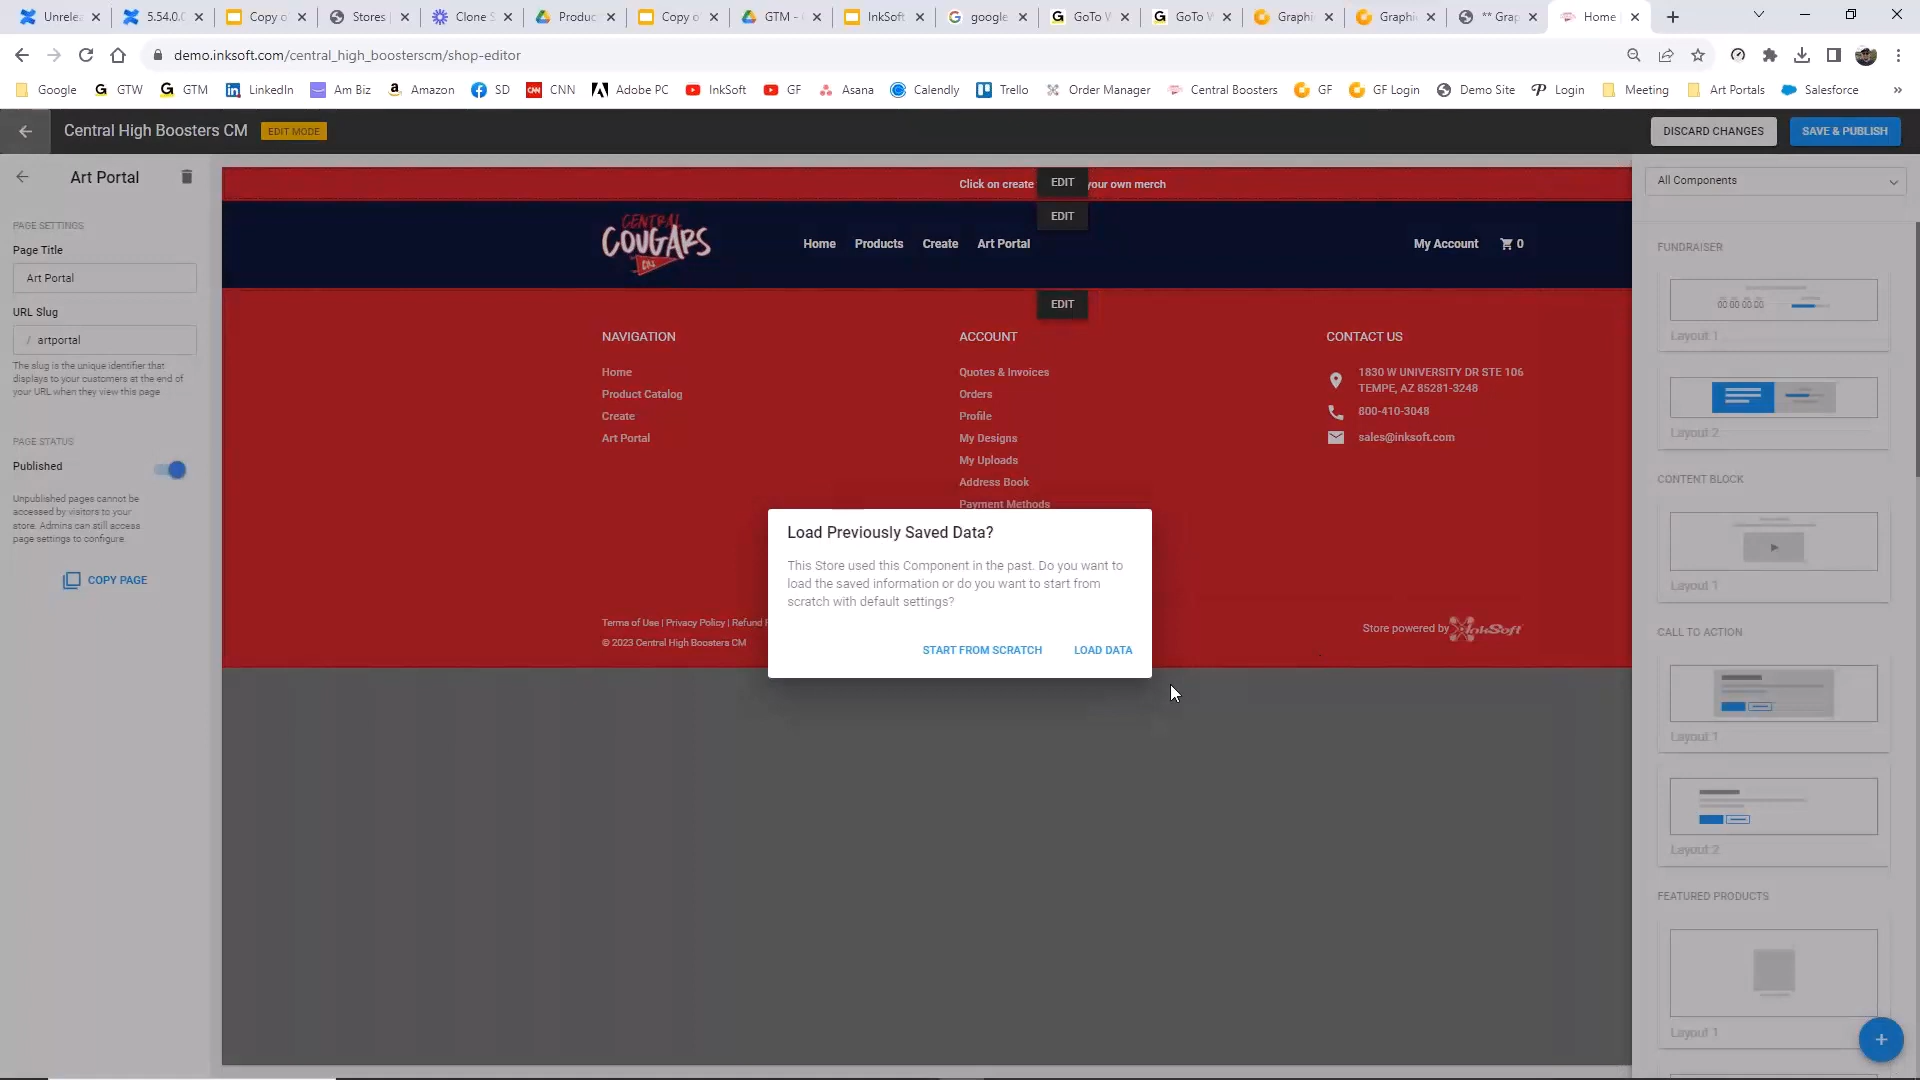 Unrelea
5.54.0.0
Copy o
Stores
Clone S
Produc
Copy o
GTM -
InkSoft
google
GoTo W
GoTo W
Graphi
Graphi
** Grap
Home
demo.inksoft.com/central_high_boosterscm/shop-editor
Google
GTW
GTM
LinkedIn
Am Biz
Amazon
SD
CNN
Adobe PC
InkSoft
GF
Asana
Calendly
Trello
Order Manager
Central Boosters
GF
GF Login
Demo Site
Login
Meeting
Art Portals
Salesforce
»
Central High Boosters CM
EDIT MODE
DISCARD CHANGES
SAVE & PUBLISH
Art Portal
PAGE SETTINGS
Page Title
Art Portal
URL Slug
/ artportal
The slug is the unique identifier that
displays to your customers at the end of
your URL when they view this page
PAGE STATUS
Published
Unpublished pages cannot be
accessed by visitors to your
store. Admins can still access
page settings to configure.
COPY PAGE
Click on create
EDIT
your own merch
EDIT
CENTRAL
COUGARS
CM
Home
Products
Create
Art Portal
My Account
0
EDIT
NAVIGATION
Home
Product Catalog
Create
Art Portal
ACCOUNT
Quotes & Invoices
Orders
Profile
My Designs
My Uploads
Address Book
Payment Methods
CONTACT US
1830 W UNIVERSITY DR STE 106
TEMPE, AZ 85281-3248
800-410-3048
sales@inksoft.com
Load Previously Saved Data?
This Store used this Component in the past. Do you want to
load the saved information or do you want to start from
scratch with default settings?
START FROM SCRATCH
LOAD DATA
Terms of Use | Privacy Policy | Refund
© 2023 Central High Boosters CM
Store powered by InkSoft
All Components
FUNDRAISER
00 00 00 00
Layout 1
Layout 2
CONTENT BLOCK
Layout 1
CALL TO ACTION
Layout 1
Layout 2
FEATURED PRODUCTS
Layout 1
+